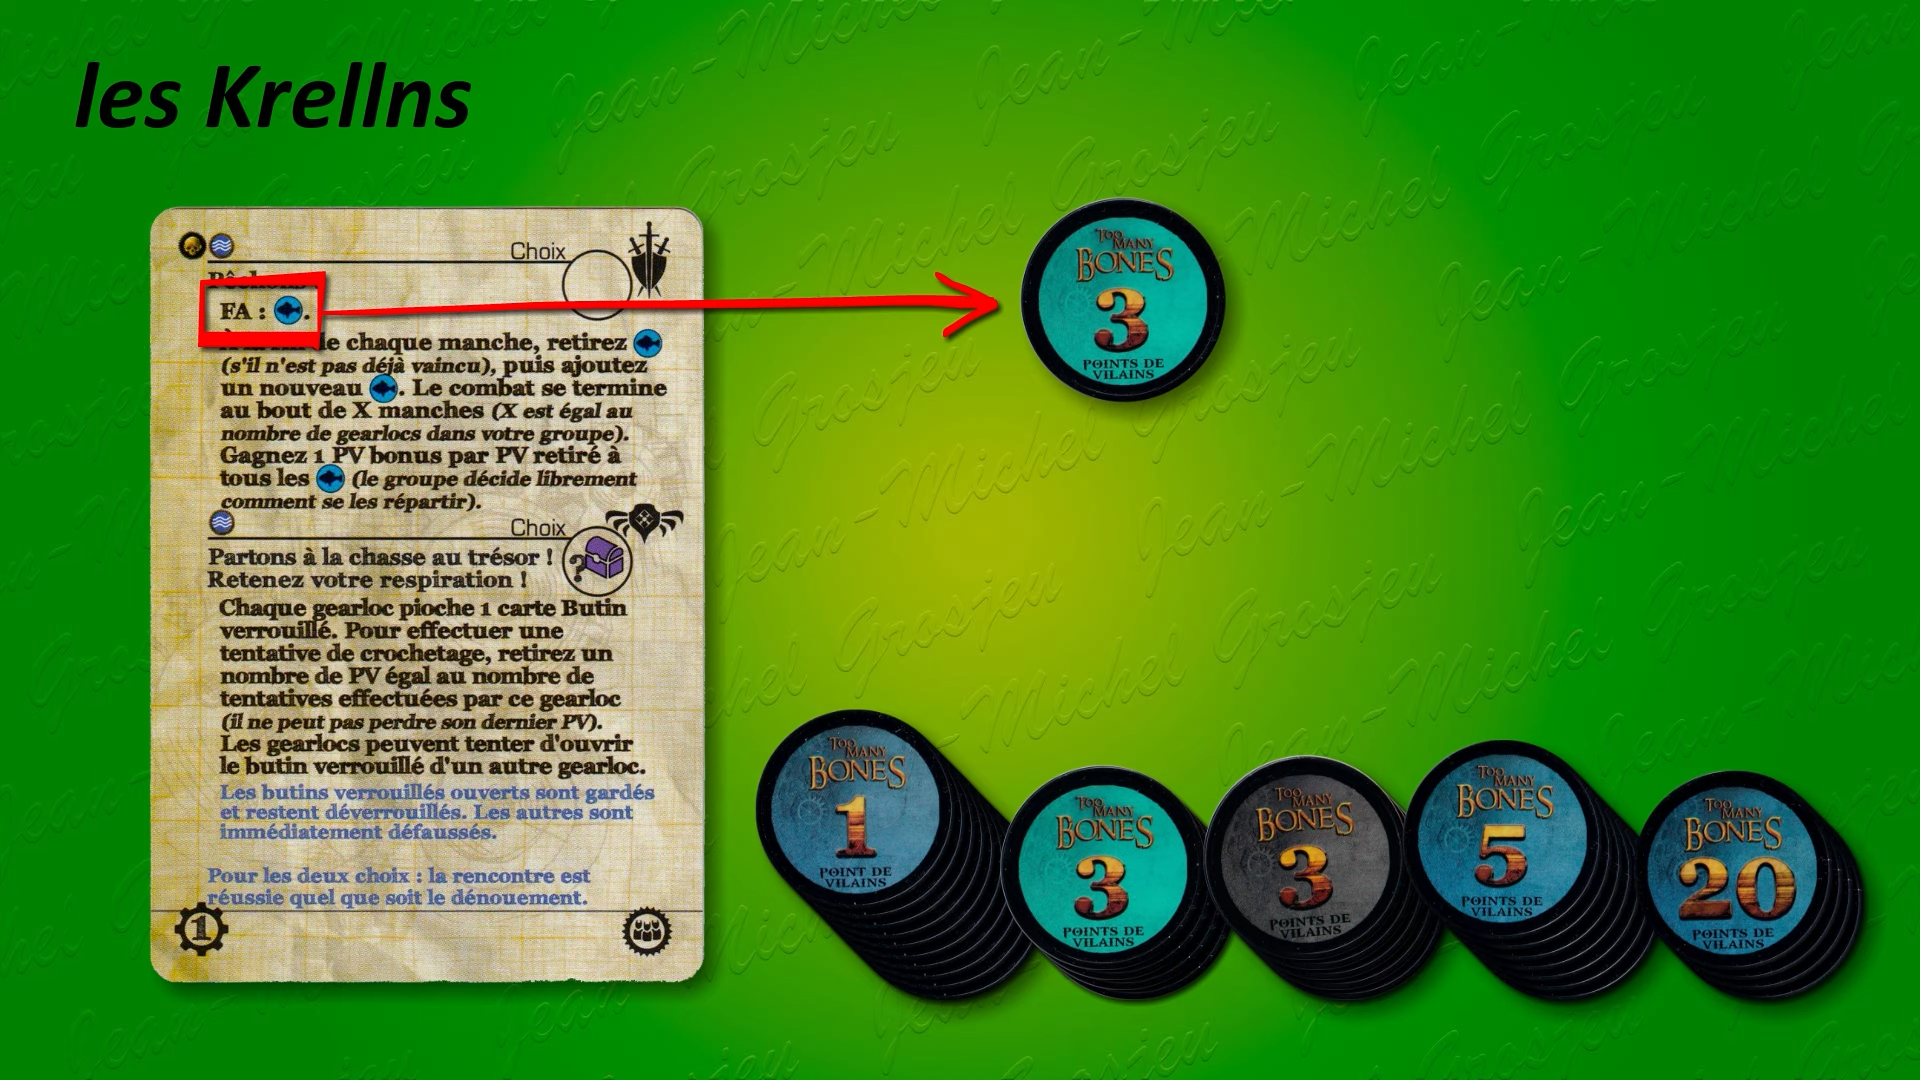 les Krellns
Choix
FA : .
de chaque manche, retirez
(s'il n'est pas déjà vaincu), puis ajoutez
un nouveau . Le combat se termine
au bout de X manches (X est égal au
nombre de gearlocs dans votre groupe).
Gagnez 1 PV bonus par PV retiré à
tous les (le groupe décide librement
comment se les répartir).
Choix
Partons à la chasse au trésor !
Retenez votre respiration !
Chaque gearloc pioche 1 carte Butin
verrouillé. Pour effectuer une
tentative de crochetage, retirez un
nombre de PV égal au nombre de
tentatives effectuées par ce gearloc
(il ne peut pas perdre son dernier PV).
Les gearlocs peuvent tenter d'ouvrir
le butin verrouillé d'un autre gearloc.
Les butins verrouillés ouverts sont gardés
et restent déverrouillés. Les autres sont
immédiatement défaussés.
Pour les deux choix : la rencontre est
réussie quel que soit le dénouement.
1
TOO
MANY
BONES
3
POINTS DE
VILAINS
TOO
MANY
BONES
1
POINT DE
VILAINS
TOO
MANY
BONES
3
POINTS DE
VILAINS
TOO
MANY
BONES
3
POINTS DE
VILAINS
TOO
MANY
BONES
5
POINTS DE
VILAINS
TOO
MANY
BONES
20
POINTS DE
VILAINS
Jean-Michel Grosjeu